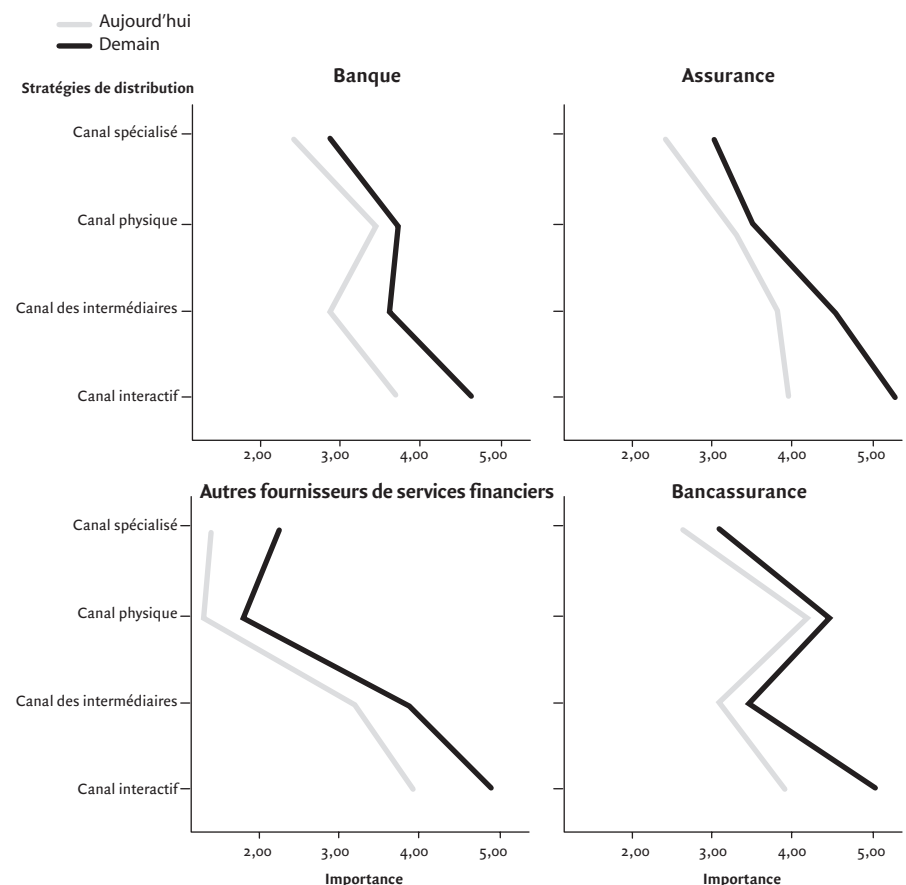 Aujourd'hui
Demain
Stratégies de distribution
Banque
Assurance
Canal spécialisé
Canal physique
Canal des intermédiaires
Canal interactif
2,00 3,00 4,00 5,00
2,00 3,00 4,00 5,00
Autres fournisseurs de services financiers
Bancassurance
Canal spécialisé
Canal physique
Canal des intermédiaires
Canal interactif
2,00 3,00 4,00 5,00
2,00 3,00 4,00 5,00
Importance
Importance